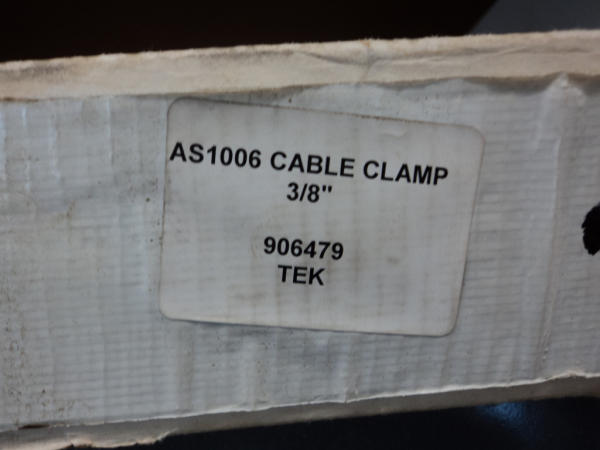 AS1006 CABLE CLAMP
3/8"
906479
TEK